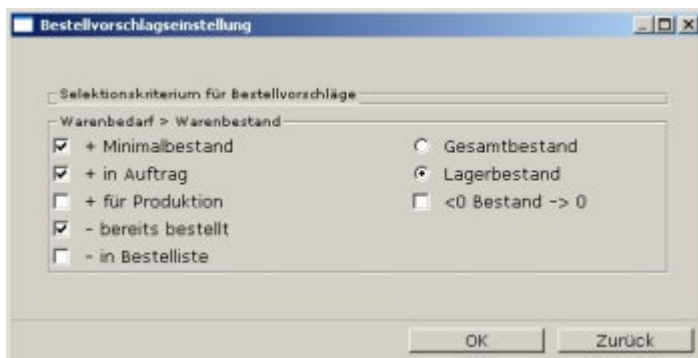 Bestellvorschlagseinstellung
Selektionskriterium für Bestellvorschläge
Warenbedarf > Warenbestand
+ Minimalbestand
+ in Auftrag
+ für Produktion
- bereits bestellt
- in Bestelliste
Gesamtbestand
Lagerbestand
<0 Bestand -> 0
OK
Zurück